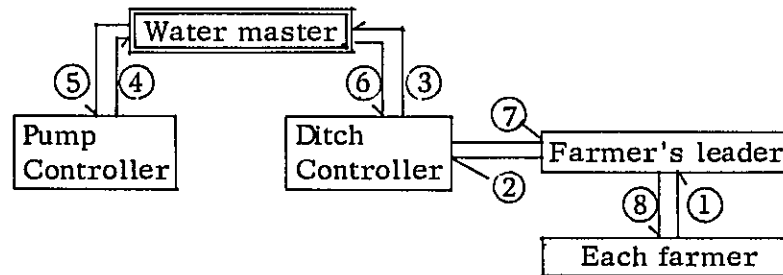 Water master
⑤ ④ ⑥ ③
Pump
Controller
Ditch
Controller
⑦
Farmer's leader
②
⑧ ①
Each farmer